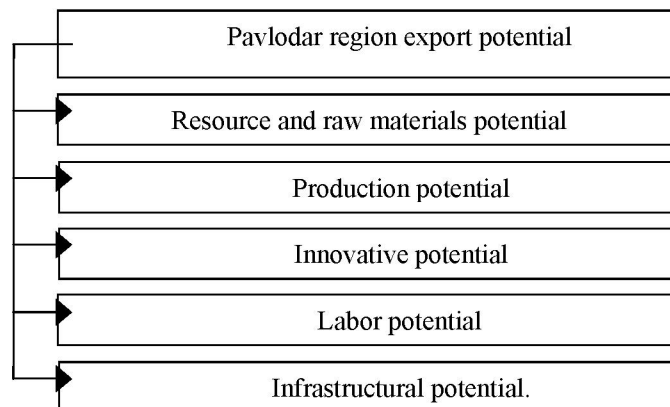 Pavlodar region export potential
Resource and raw materials potential
Production potential
Innovative potential
Labor potential
Infrastructural potential.